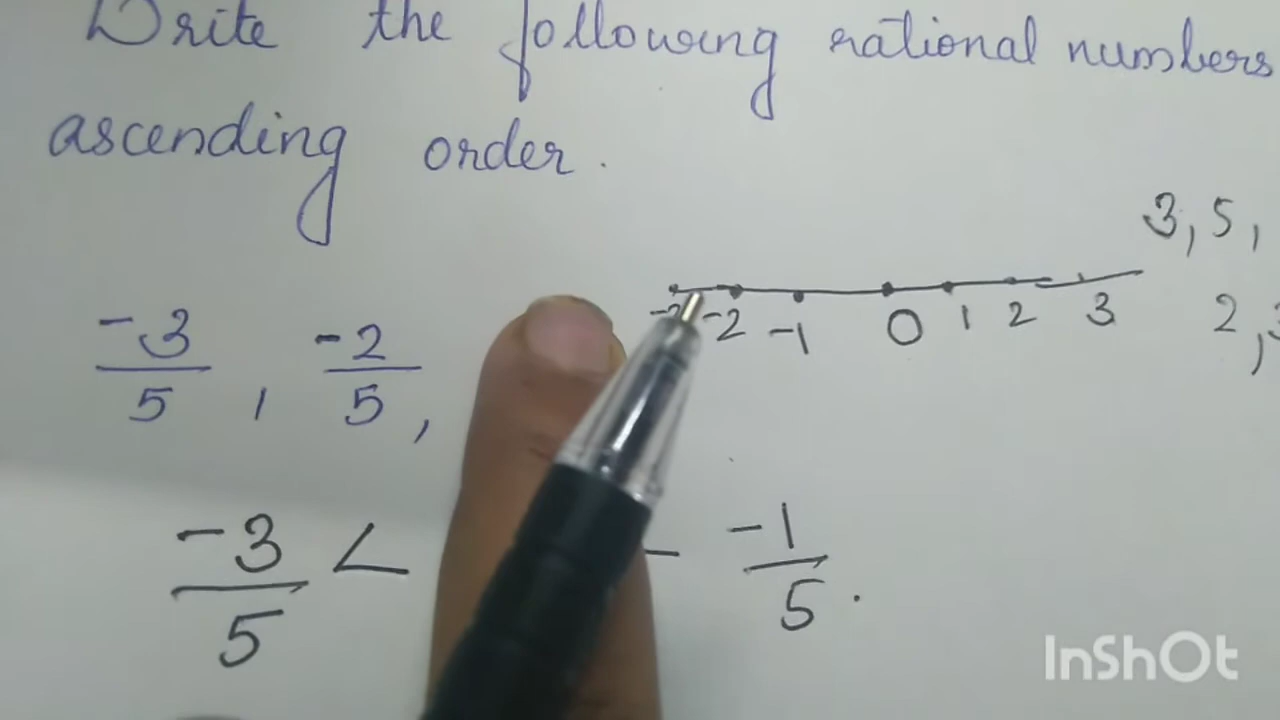 Write the following rational numbers
ascending order.
3, 5,
-2 -1 0 1 2 3
2,
-3/5, -2/5,
-3/5 < -1/5.
InShOt